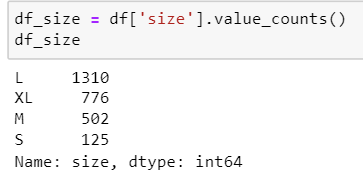 df_size = df['size'].value_counts()
df_size
L 1310
XL 776
M 502
S 125
Name: size, dtype: int64